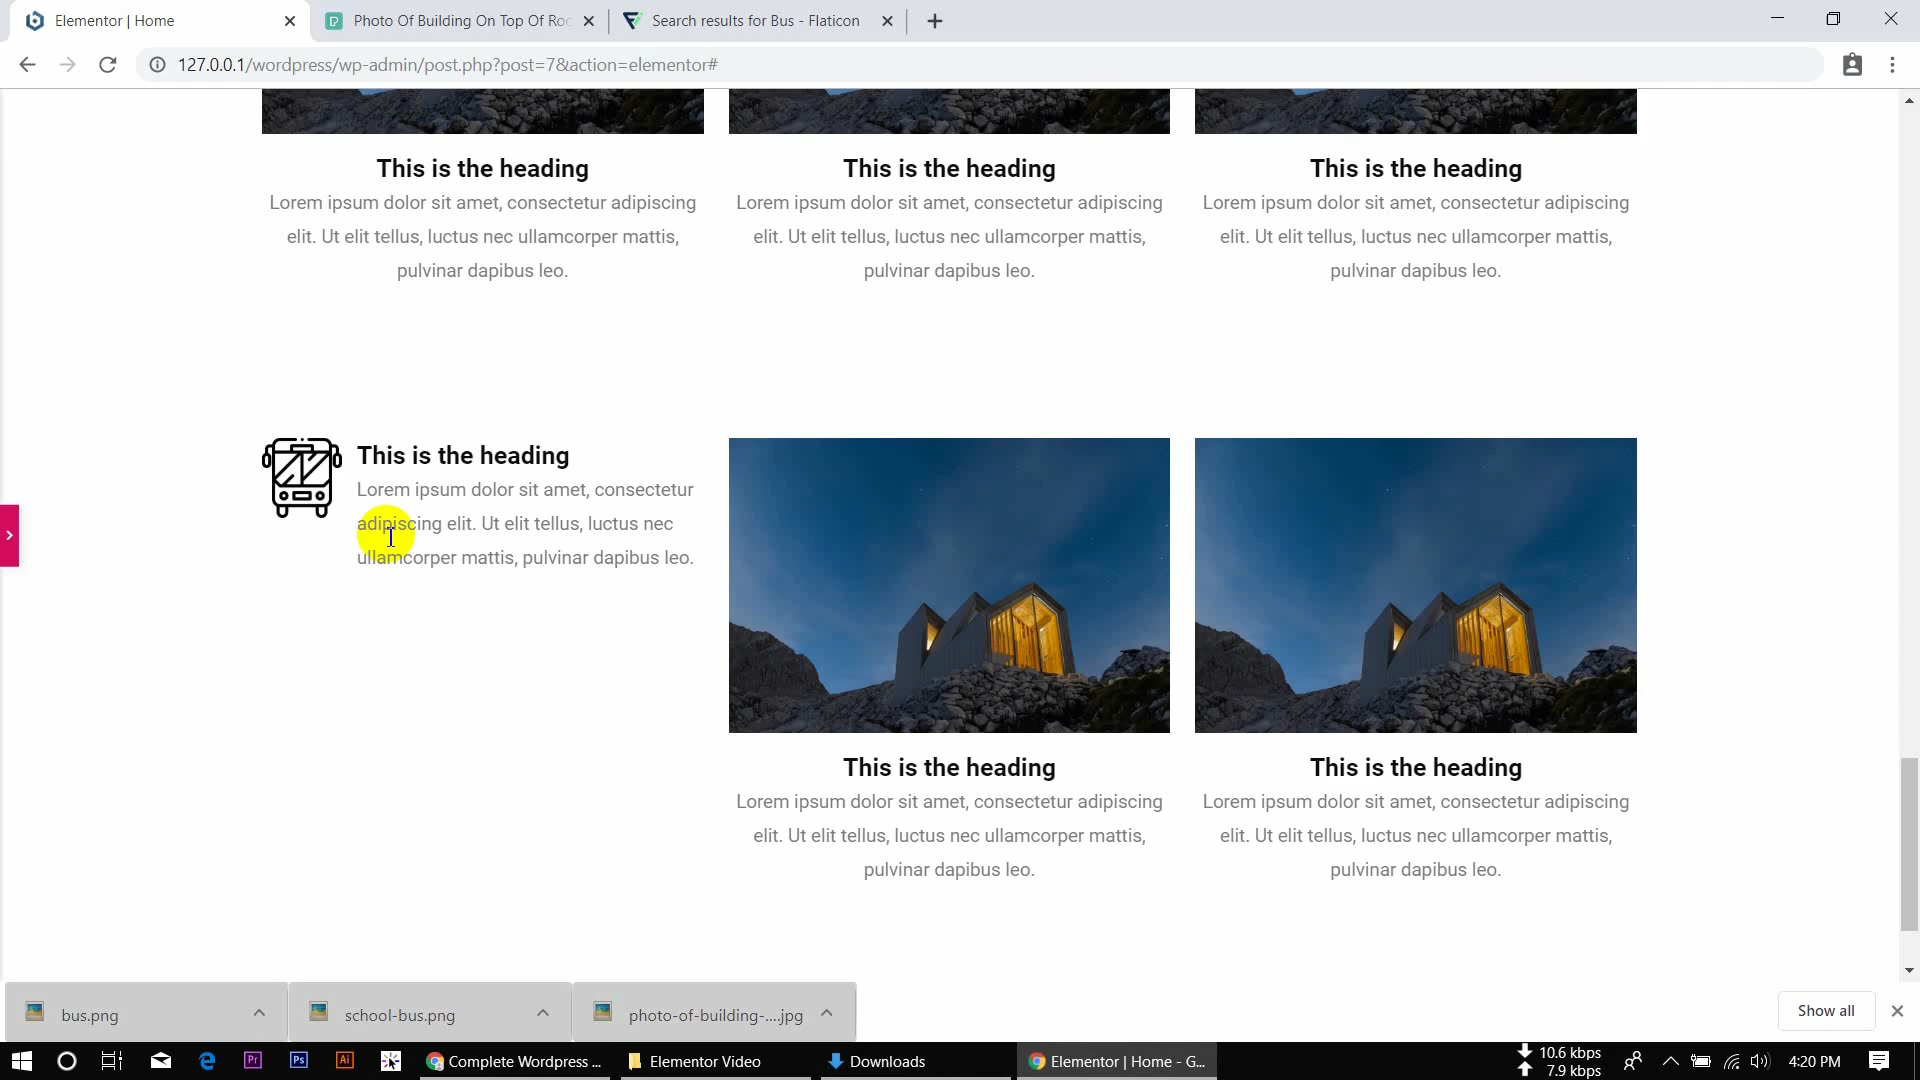 Elementor | Home
Photo Of Building On Top Of Roc
Search results for Bus - Flaticon
127.0.0.1/wordpress/wp-admin/post.php?post=7&action=elementor#
This is the heading
Lorem ipsum dolor sit amet, consectetur adipiscing
elit. Ut elit tellus, luctus nec ullamcorper mattis,
pulvinar dapibus leo.
This is the heading
Lorem ipsum dolor sit amet, consectetur adipiscing
elit. Ut elit tellus, luctus nec ullamcorper mattis,
pulvinar dapibus leo.
This is the heading
Lorem ipsum dolor sit amet, consectetur adipiscing
elit. Ut elit tellus, luctus nec ullamcorper mattis,
pulvinar dapibus leo.
This is the heading
Lorem ipsum dolor sit amet, consectetur
adipiscing elit. Ut elit tellus, luctus nec
ullamcorper mattis, pulvinar dapibus leo.
This is the heading
Lorem ipsum dolor sit amet, consectetur adipiscing
elit. Ut elit tellus, luctus nec ullamcorper mattis,
pulvinar dapibus leo.
This is the heading
Lorem ipsum dolor sit amet, consectetur adipiscing
elit. Ut elit tellus, luctus nec ullamcorper mattis,
pulvinar dapibus leo.
bus.png
school-bus.png
photo-of-building-....jpg
Show all
Pr
Ps
Ai
Complete Wordpress ...
Elementor Video
Downloads
Elementor | Home - G...
10.6 kbps
7.9 kbps
4:20 PM